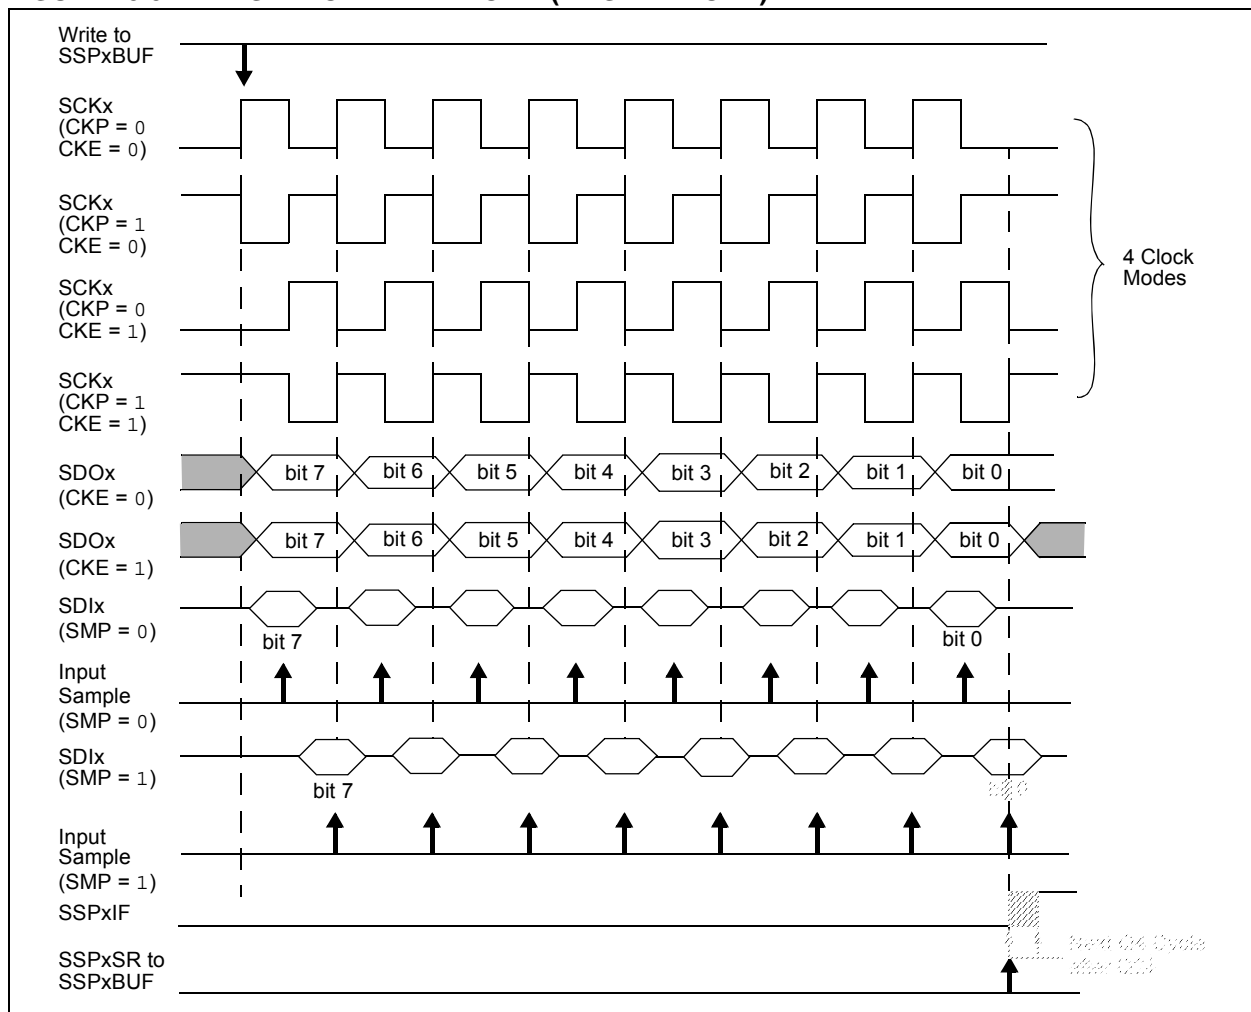 Write to
SSPxBUF
SCKx
(CKP = 0
CKE = 0)
SCKx
(CKP = 1
CKE = 0)
4 Clock
Modes
SCKx
(CKP = 0
CKE = 1)
SCKx
(CKP = 1
CKE = 1)
SDOx
(CKE = 0)
bit 7 bit 6 bit 5 bit 4 bit 3 bit 2 bit 1 bit 0
SDOx
(CKE = 1)
bit 7 bit 6 bit 5 bit 4 bit 3 bit 2 bit 1 bit 0
SDIx
(SMP = 0)
bit 7 bit 0
Input
Sample
(SMP = 0)
SDIx
(SMP = 1)
bit 7
Input
Sample
(SMP = 1)
SSPxIF
SSPxSR to
SSPxBUF